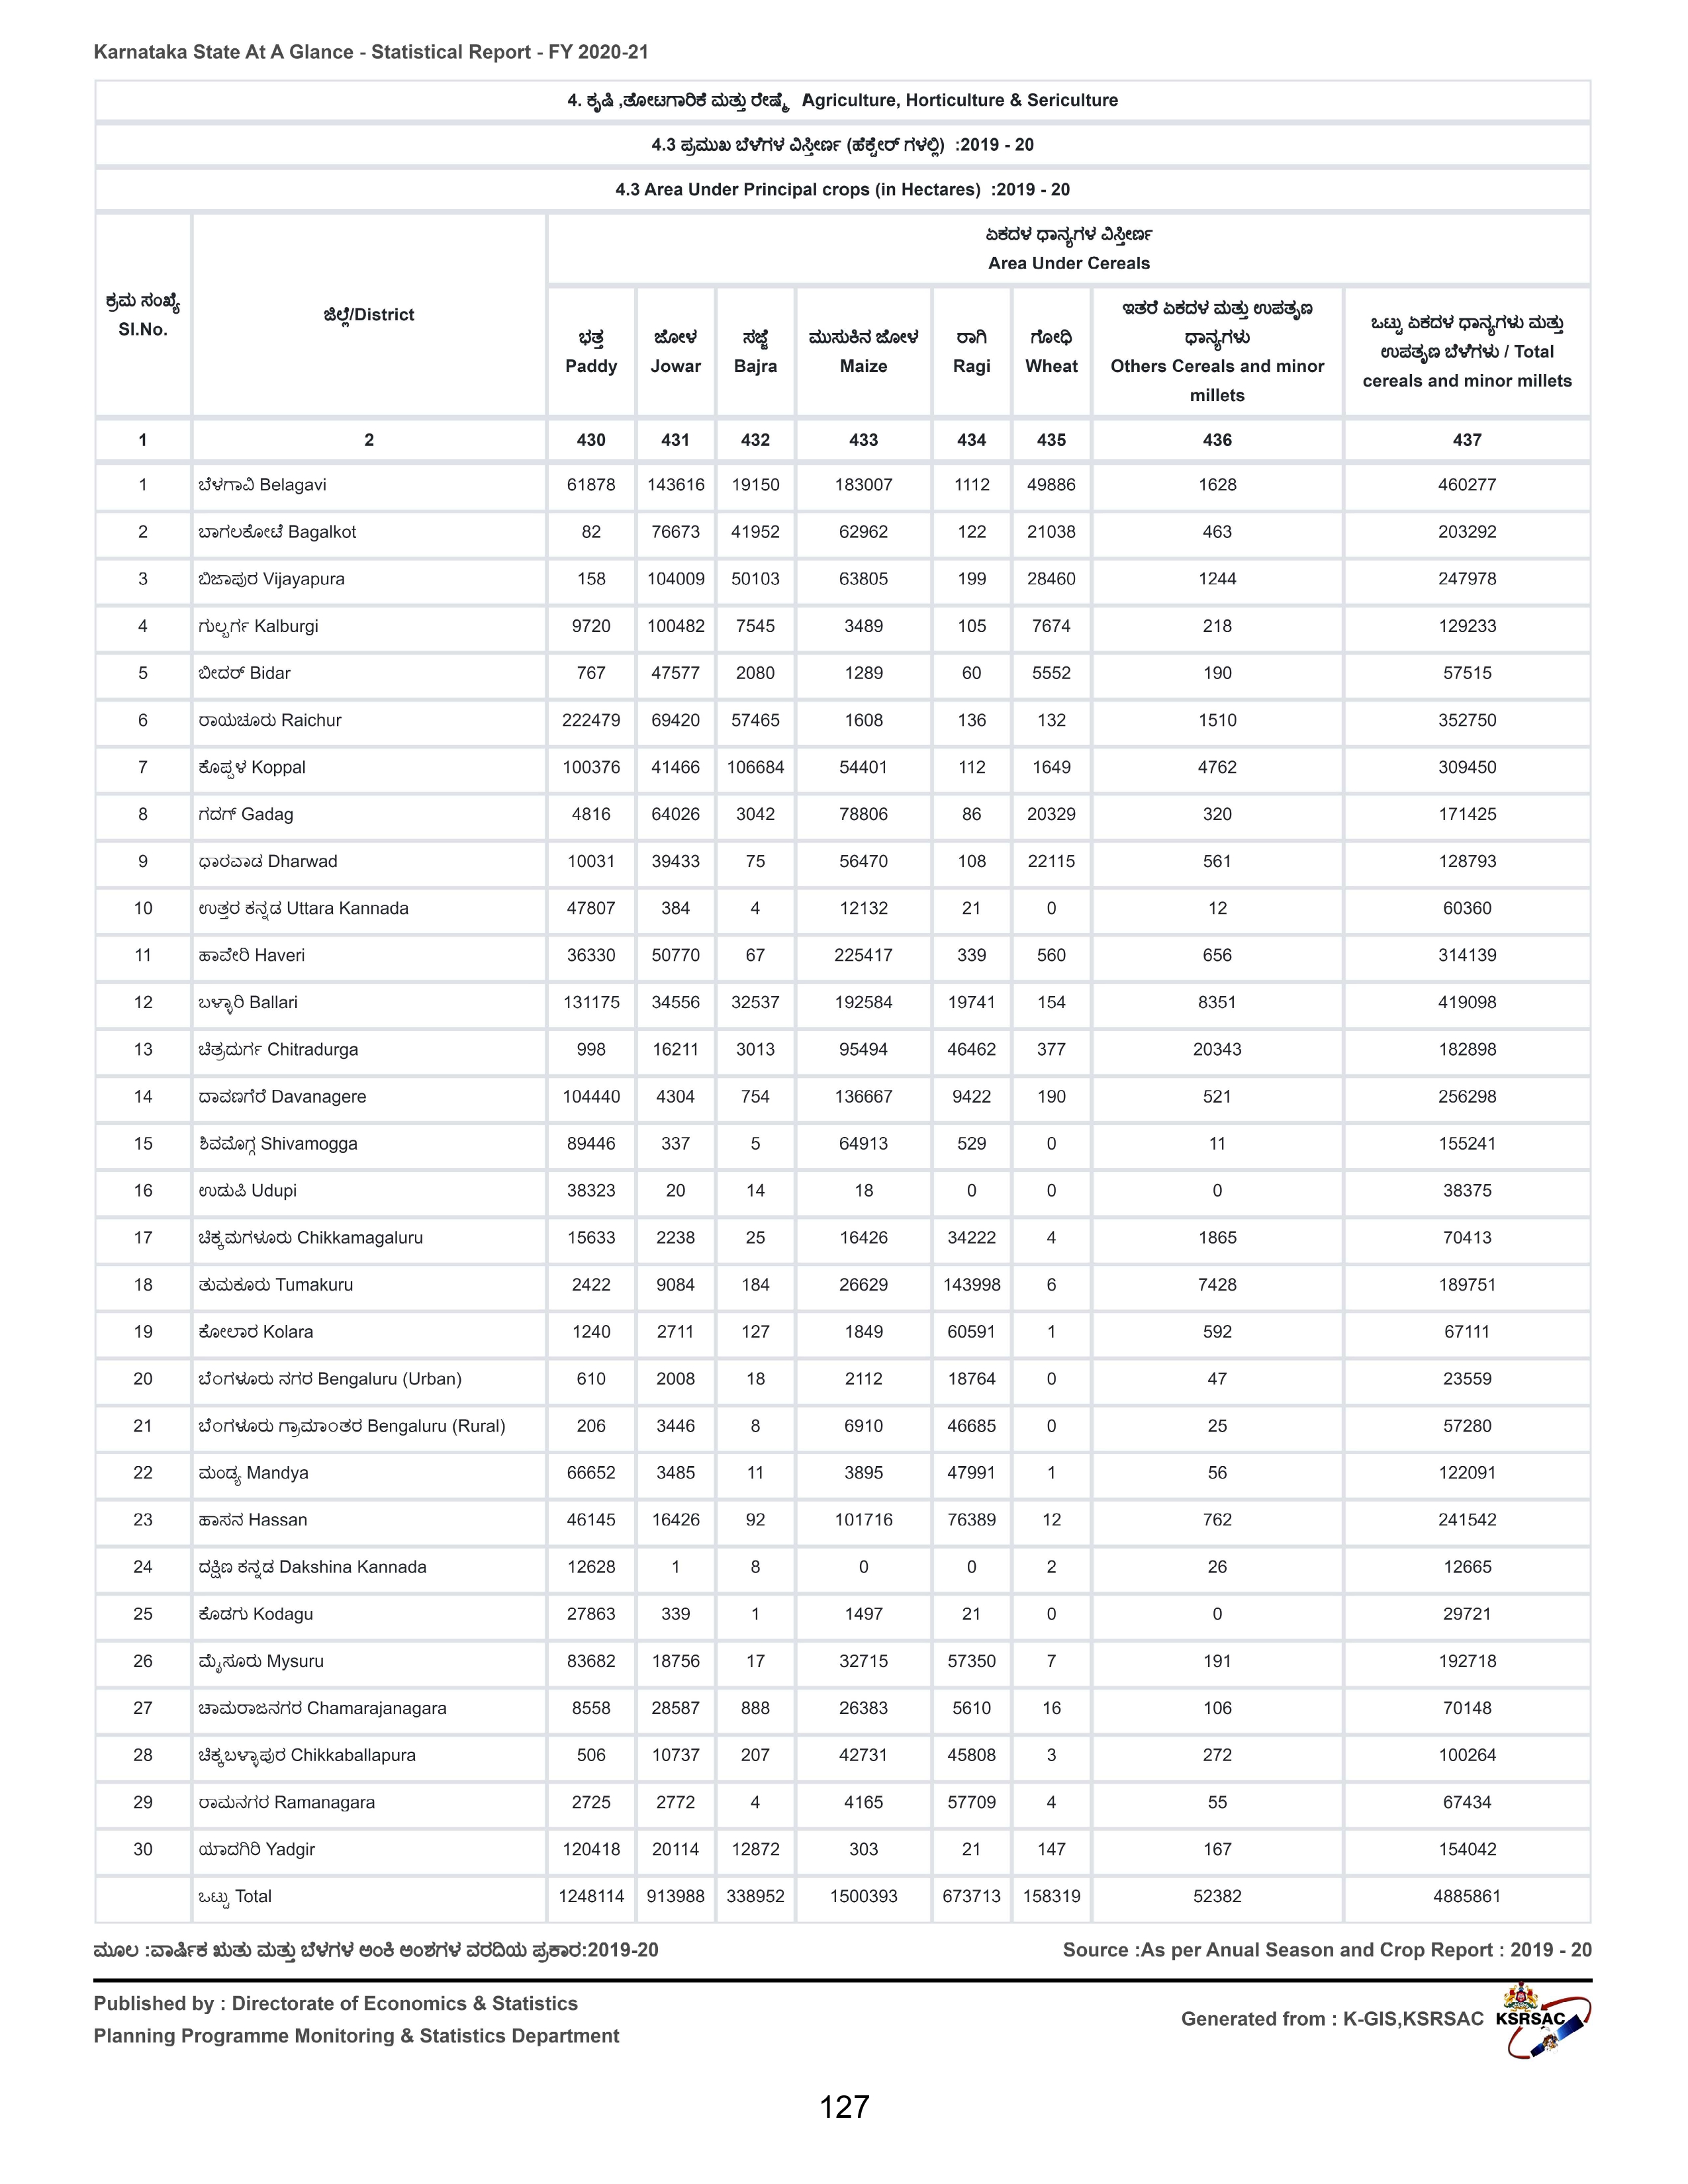 Karnataka State At A Glance - Statistical Report - FY 2020-21
4. ಕೃಷಿ ,ತೋಟಗಾರಿಕೆ ಮತ್ತು ರೇಷ್ಮೆ Agriculture, Horticulture & Sericulture
4.3 ಪ್ರಮುಖ ಬೆಳೆಗಳ ವಿಸ್ತೀರ್ಣ (ಹೆಕ್ಟೇರ್ ಗಳಲ್ಲಿ) :2019 - 20
4.3 Area Under Principal crops (in Hectares) :2019 - 20
ಕ್ರಮ ಸಂಖ್ಯೆ
Sl.No.
ಜಿಲ್ಲೆ/District
ಏಕದಳ ಧಾನ್ಯಗಳ ವಿಸ್ತೀರ್ಣ
Area Under Cereals
ಭತ್ತ
Paddy
ಜೋಳ
Jowar
ಸಜ್ಜೆ
Bajra
ಮುಸುಕಿನ ಜೋಳ
Maize
ರಾಗಿ
Ragi
ಗೋಧಿ
Wheat
ಇತರೆ ಏಕದಳ ಮತ್ತು ಉಪತೃಣ
ಧಾನ್ಯಗಳು
Others Cereals and minor
millets
ಒಟ್ಟು ಏಕದಳ ಧಾನ್ಯಗಳು ಮತ್ತು
ಉಪತೃಣ ಬೆಳೆಗಳು / Total
cereals and minor millets
1 2 430 431 432 433 434 435 436 437
1 ಬೆಳಗಾವಿ Belagavi 61878 143616 19150 183007 1112 49886 1628 460277
2 ಬಾಗಲಕೋಟೆ Bagalkot 82 76673 41952 62962 122 21038 463 203292
3 ಬಿಜಾಪುರ Vijayapura 158 104009 50103 63805 199 28460 1244 247978
4 ಗುಲ್ಬರ್ಗ Kalburgi 9720 100482 7545 3489 105 7674 218 129233
5 ಬೀದರ್ Bidar 767 47577 2080 1289 60 5552 190 57515
6 ರಾಯಚೂರು Raichur 222479 69420 57465 1608 136 132 1510 352750
7 ಕೊಪ್ಪಳ Koppal 100376 41466 106684 54401 112 1649 4762 309450
8 ಗದಗ್ Gadag 4816 64026 3042 78806 86 20329 320 171425
9 ಧಾರವಾಡ Dharwad 10031 39433 75 56470 108 22115 561 128793
10 ಉತ್ತರ ಕನ್ನಡ Uttara Kannada 47807 384 4 12132 21 0 12 60360
11 ಹಾವೇರಿ Haveri 36330 50770 67 225417 339 560 656 314139
12 ಬಳ್ಳಾರಿ Ballari 131175 34556 32537 192584 19741 154 8351 419098
13 ಚಿತ್ರದುರ್ಗ Chitradurga 998 16211 3013 95494 46462 377 20343 182898
14 ದಾವಣಗೆರೆ Davanagere 104440 4304 754 136667 9422 190 521 256298
15 ಶಿವಮೊಗ್ಗ Shivamogga 89446 337 5 64913 529 0 11 155241
16 ಉಡುಪಿ Udupi 38323 20 14 18 0 0 0 38375
17 ಚಿಕ್ಕಮಗಳೂರು Chikkamagaluru 15633 2238 25 16426 34222 4 1865 70413
18 ತುಮಕೂರು Tumakuru 2422 9084 184 26629 143998 6 7428 189751
19 ಕೋಲಾರ Kolara 1240 2711 127 1849 60591 1 592 67111
20 ಬೆಂಗಳೂರು ನಗರ Bengaluru (Urban) 610 2008 18 2112 18764 0 47 23559
21 ಬೆಂಗಳೂರು ಗ್ರಾಮಾಂತರ Bengaluru (Rural) 206 3446 8 6910 46685 0 25 57280
22 ಮಂಡ್ಯ Mandya 66652 3485 11 3895 47991 1 56 122091
23 ಹಾಸನ Hassan 46145 16426 92 101716 76389 12 762 241542
24 ದಕ್ಷಿಣ ಕನ್ನಡ Dakshina Kannada 12628 1 8 0 0 2 26 12665
25 ಕೊಡಗು Kodagu 27863 339 1 1497 21 0 0 29721
26 ಮೈಸೂರು Mysuru 83682 18756 17 32715 57350 7 191 192718
27 ಚಾಮರಾಜನಗರ Chamarajanagara 8558 28587 888 26383 5610 16 106 70148
28 ಚಿಕ್ಕಬಳ್ಳಾಪುರ Chikkaballapura 506 10737 207 42731 45808 3 272 100264
29 ರಾಮನಗರ Ramanagara 2725 2772 4 4165 57709 4 55 67434
30 ಯಾದಗಿರಿ Yadgir 120418 20114 12872 303 21 147 167 154042
ಒಟ್ಟು Total 1248114 913988 338952 1500393 673713 158319 52382 4885861
ಮೂಲ :ವಾರ್ಷಿಕ ಋತು ಮತ್ತು ಬೆಳಗಳ ಅಂಕಿ ಅಂಶಗಳ ವರದಿಯ ಪ್ರಕಾರ:2019-20 Source :As per Anual Season and Crop Report : 2019 - 20
Published by : Directorate of Economics & Statistics
Planning Programme Monitoring & Statistics Department
Generated from : K-GIS,KSRSAC KSRSAC
127